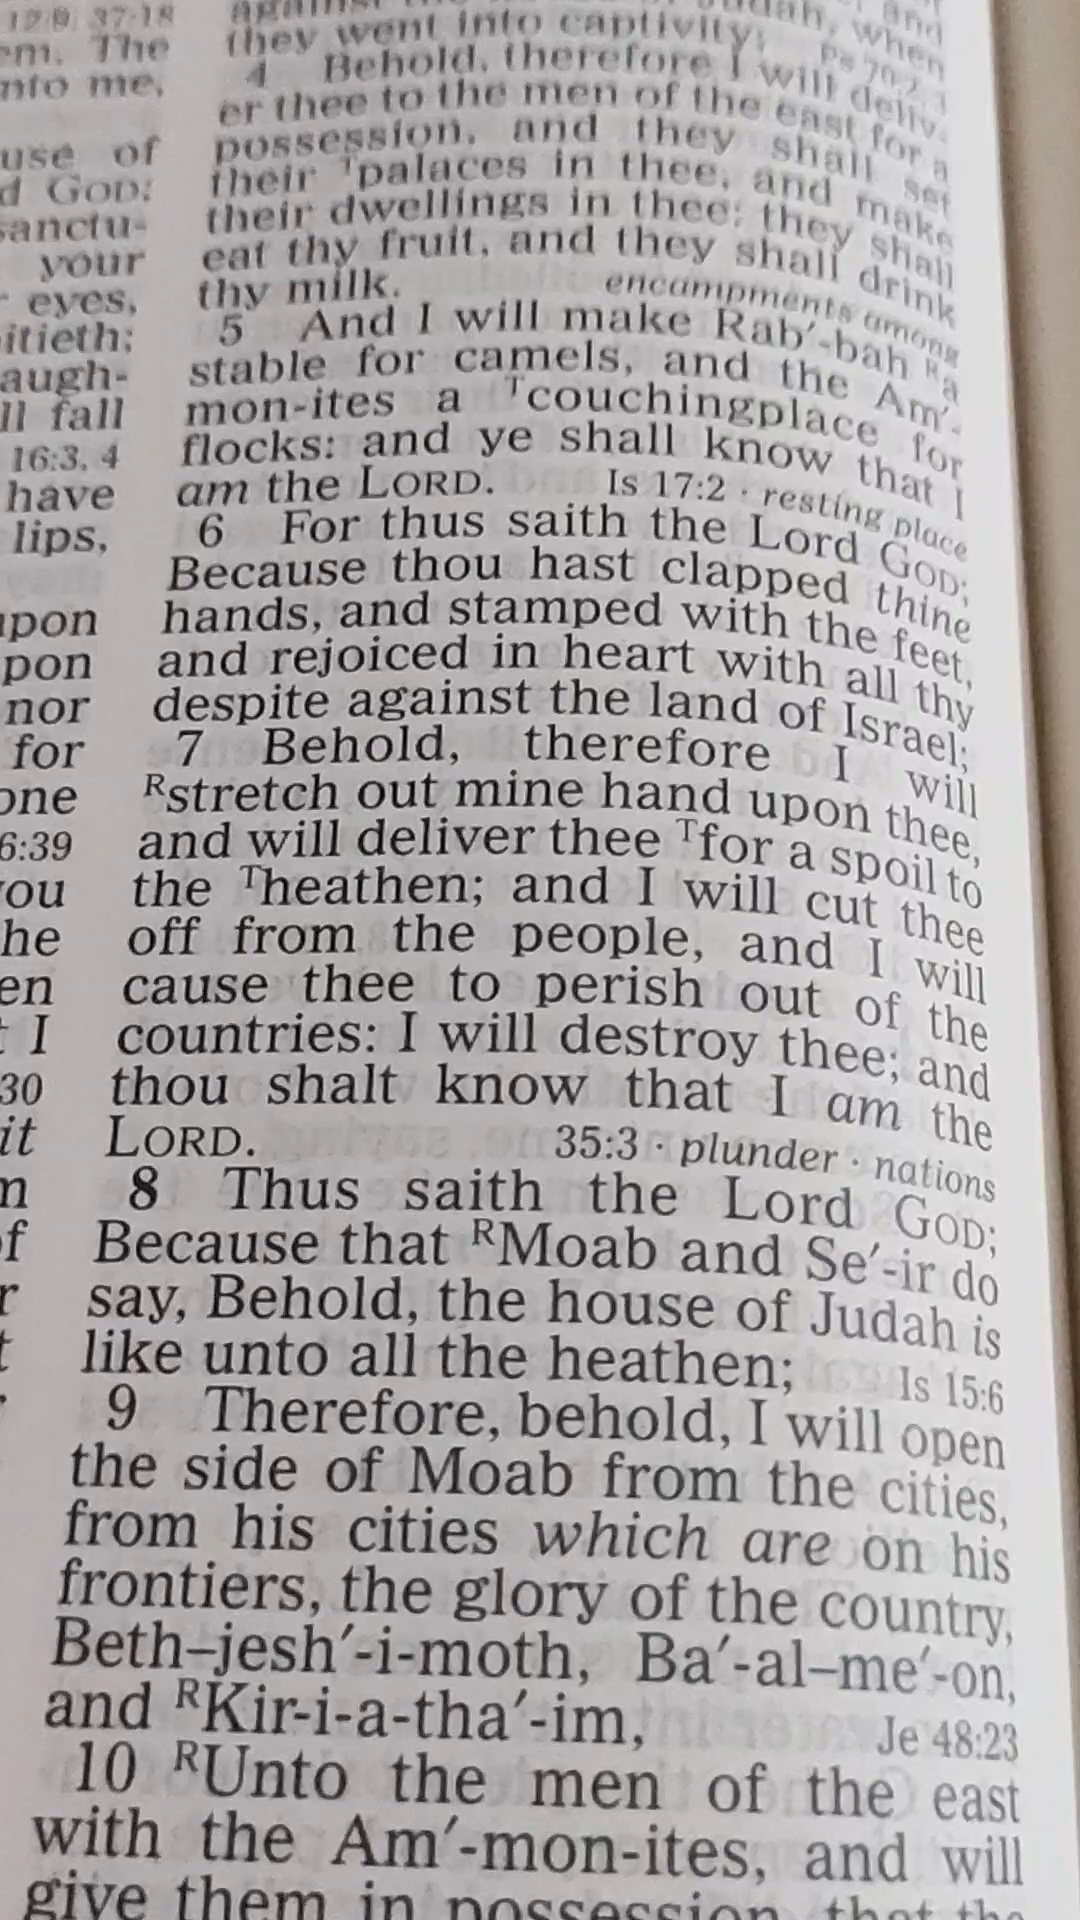 12:8; 37:18
em. The
nto me,
use of
d GOD;
sanctu-
your
eyes,
itieth;
augh-
ll fall
16:3, 4
have
lips,
upon
pon
nor
for
one
6:39
you
he
en
t I
30
it
m
of
r
t
against
dah, when
they went into captivity; Ps 70:2, 3
4 Behold, therefore I will deliv-
er thee to the men of the east for a
possession, and they shall set
their Tpalaces in thee, and make
their dwellings in thee: they shall
eat thy fruit, and they shall drink
thy milk. encampments among
5 And I will make Rab′-bah Ra
stable for camels, and the Am′-
mon-ites a Tcouchingplace for
flocks: and ye shall know that I
am the LORD. Is 17:2 · resting place
6 For thus saith the Lord GOD;
Because thou hast clapped thine
hands, and stamped with the feet,
and rejoiced in heart with all thy
despite against the land of Israel;
7 Behold, therefore I will
Rstretch out mine hand upon thee,
and will deliver thee Tfor a spoil to
the Theathen; and I will cut thee
off from the people, and I will
cause thee to perish out of the
countries: I will destroy thee; and
thou shalt know that I am the
LORD. 35:3 · plunder · nations
8 Thus saith the Lord GOD;
Because that RMoab and Se′-ir do
say, Behold, the house of Judah is
like unto all the heathen; Is 15:6
9 Therefore, behold, I will open
the side of Moab from the cities,
from his cities which are on his
frontiers, the glory of the country,
Beth–jesh′-i-moth, Ba′-al–me′-on,
and RKir-i-a-tha′-im, Je 48:23
10 RUnto the men of the east
with the Am′-mon-ites, and will
give them in possession, that the